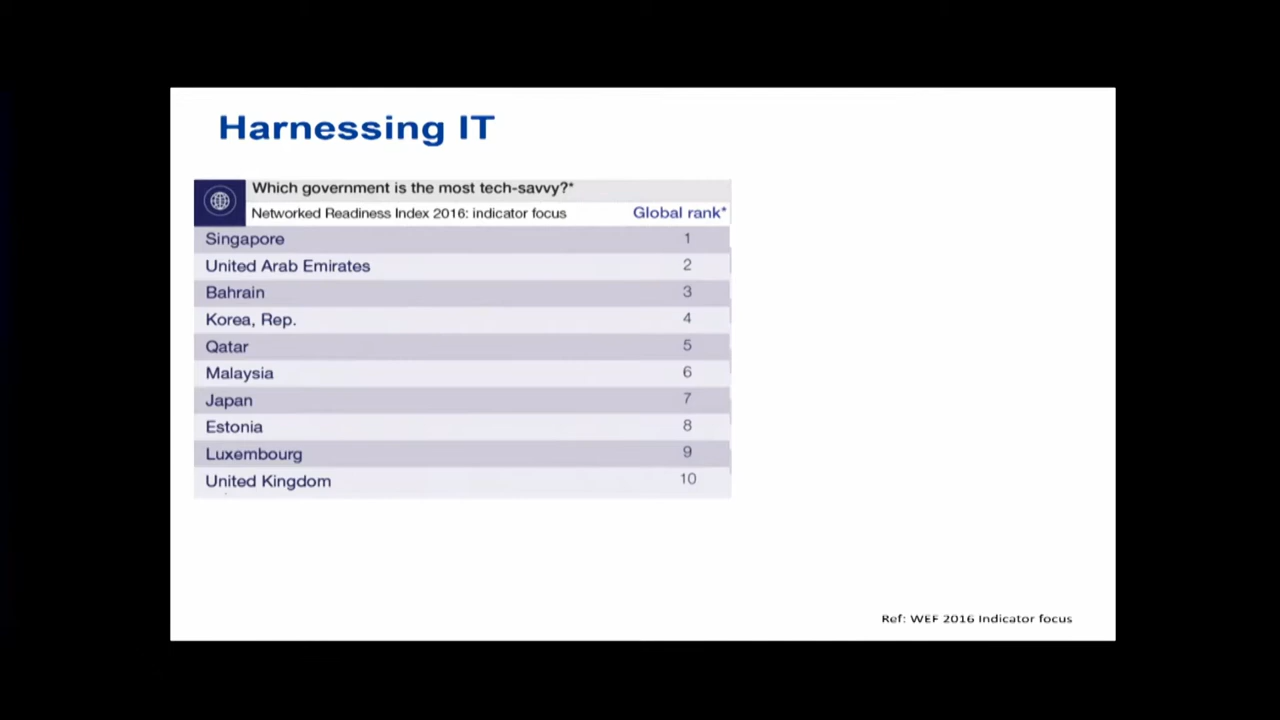 Harnessing IT
Which government is the most tech-savvy?*
Networked Readiness Index 2016: indicator focus Global rank*
Singapore 1
United Arab Emirates 2
Bahrain 3
Korea, Rep. 4
Qatar 5
Malaysia 6
Japan 7
Estonia 8
Luxembourg 9
United Kingdom 10
Ref: WEF 2016 Indicator focus